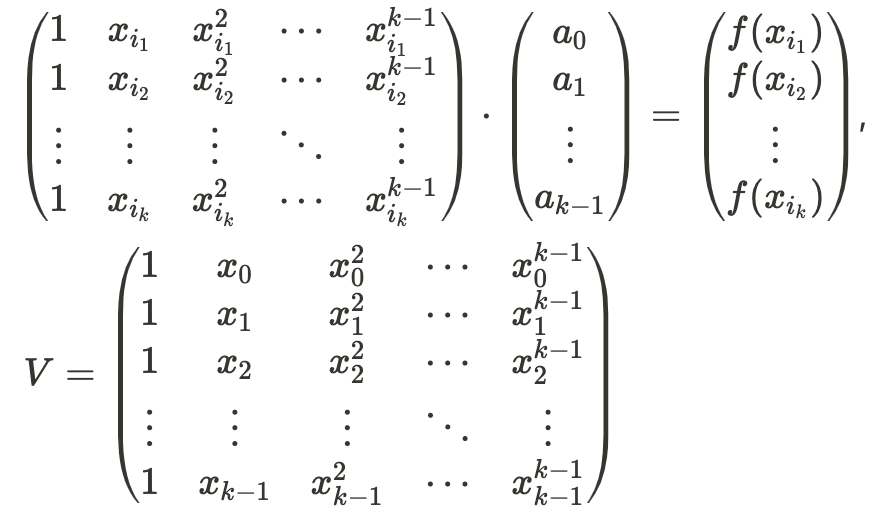 \begin{pmatrix} 1 & x_{i_1} & x_{i_1}^2 & \cdots & x_{i_1}^{k-1} \\ 1 & x_{i_2} & x_{i_2}^2 & \cdots & x_{i_2}^{k-1} \\ \vdots & \vdots & \vdots & \ddots & \vdots \\ 1 & x_{i_k} & x_{i_k}^2 & \cdots & x_{i_k}^{k-1} \end{pmatrix} \cdot \begin{pmatrix} a_0 \\ a_1 \\ \vdots \\ a_{k-1} \end{pmatrix} = \begin{pmatrix} f(x_{i_1}) \\ f(x_{i_2}) \\ \vdots \\ f(x_{i_k}) \end{pmatrix},
V = \begin{pmatrix} 1 & x_0 & x_0^2 & \cdots & x_0^{k-1} \\ 1 & x_1 & x_1^2 & \cdots & x_1^{k-1} \\ 1 & x_2 & x_2^2 & \cdots & x_2^{k-1} \\ \vdots & \vdots & \vdots & \ddots & \vdots \\ 1 & x_{k-1} & x_{k-1}^2 & \cdots & x_{k-1}^{k-1} \end{pmatrix}